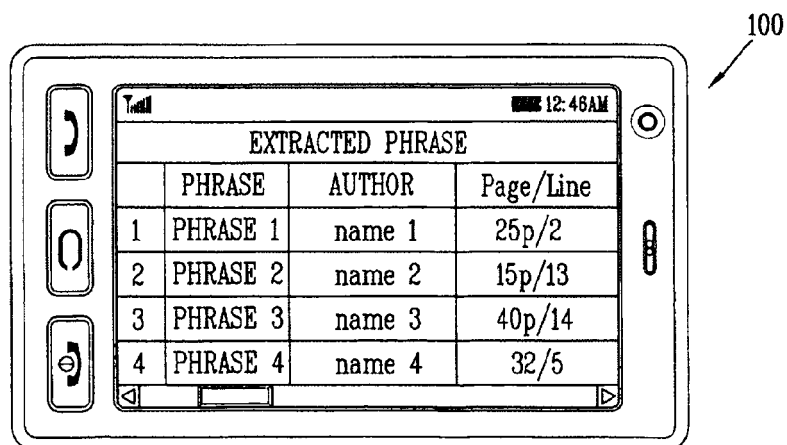 100
12:46AM
EXTRACTED PHRASE
PHRASE AUTHOR Page/Line
1 PHRASE 1 name 1 25p/2
2 PHRASE 2 name 2 15p/13
3 PHRASE 3 name 3 40p/14
4 PHRASE 4 name 4 32/5